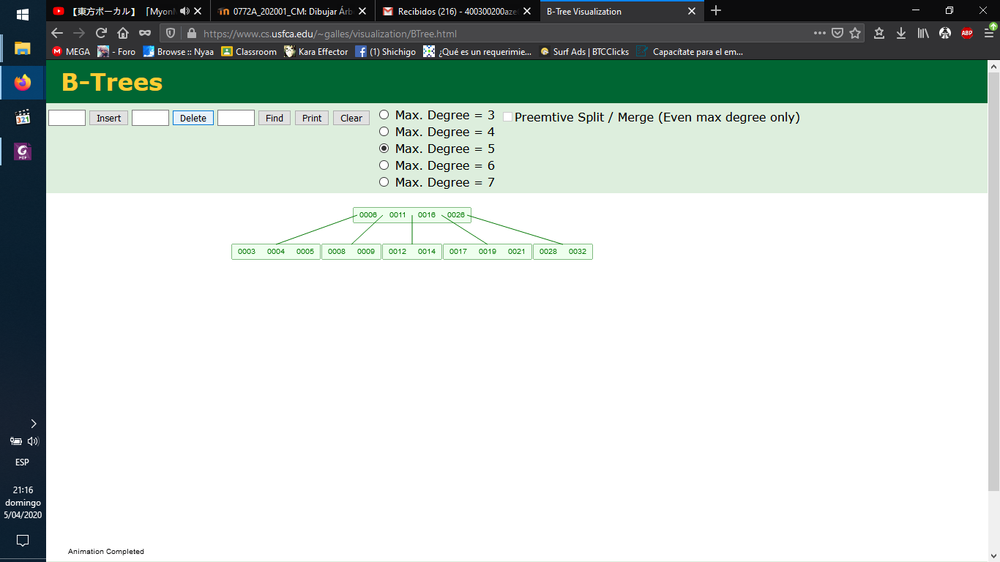 【東方ボーカル】 「Myon
0772A_202001_CM: Dibujar Árb
Recibidos (216) - 400300200aze
B-Tree Visualization
https://www.cs.usfca.edu/~galles/visualization/BTree.html
ABP
MEGA
- Foro
Browse :: Nyaa
Classroom
Kara Effector
(1) Shichigo
¿Qué es un requerimie...
Surf Ads | BTCClicks
Capacítate para el em...
B-Trees
Insert
Delete
Find
Print
Clear
Max. Degree = 3
Max. Degree = 4
Max. Degree = 5
Max. Degree = 6
Max. Degree = 7
Preemtive Split / Merge (Even max degree only)
0006 0011 0016 0026
0003 0004 0005 0008 0009 0012 0014 0017 0019 0021 0028 0032
321
PDF
ESP
21:16
domingo
5/04/2020
Animation Completed